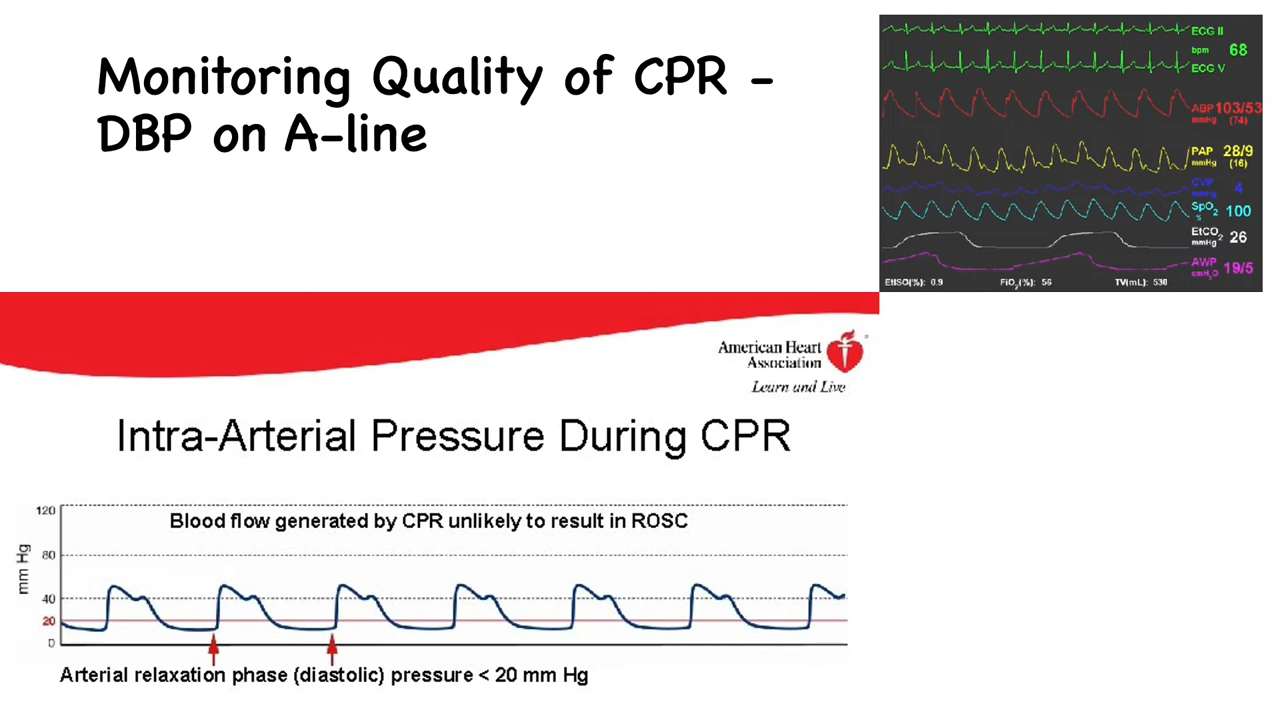 Monitoring Quality of CPR -
DBP on A-line
ECG II
bpm 68
ECG V
ABP 103/53
mmHg (74)
PAP 28/9
mmHg (16)
CVP 4
mmHg
SpO2 100
%
EtCO2 26
mmHg
AWP 19/5
cmH2O
EtISO(%): 0.9 FiO2(%): 56 TV(mL): 530
American Heart
Association
Learn and Live
Intra-Arterial Pressure During CPR
120
Blood flow generated by CPR unlikely to result in ROSC
mm Hg
80
40
20
0
Arterial relaxation phase (diastolic) pressure < 20 mm Hg